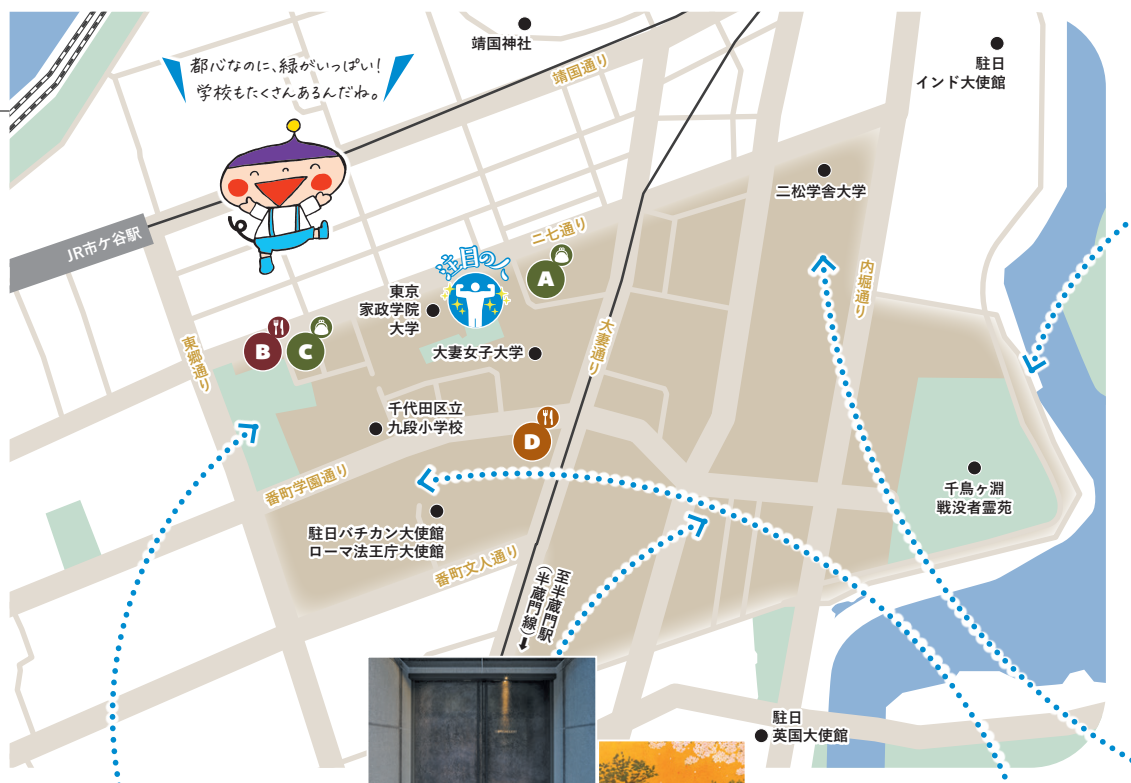 靖国神社
駐日
インド大使館
都心なのに、緑がいっぱい!
学校もたくさんあるんだね。
靖国通り
二松学舎大学
JR市ケ谷駅
二七通り
注目の人
A
内堀通り
東京
家政学院
大学
東郷通り
B
C
大妻女子大学
大妻通り
千代田区立
九段小学校
D
番町学園通り
千鳥ヶ淵
戦没者霊苑
駐日バチカン大使館
ローマ法王庁大使館
番町文人通り
至半蔵門駅
(半蔵門線)
駐日
英国大使館